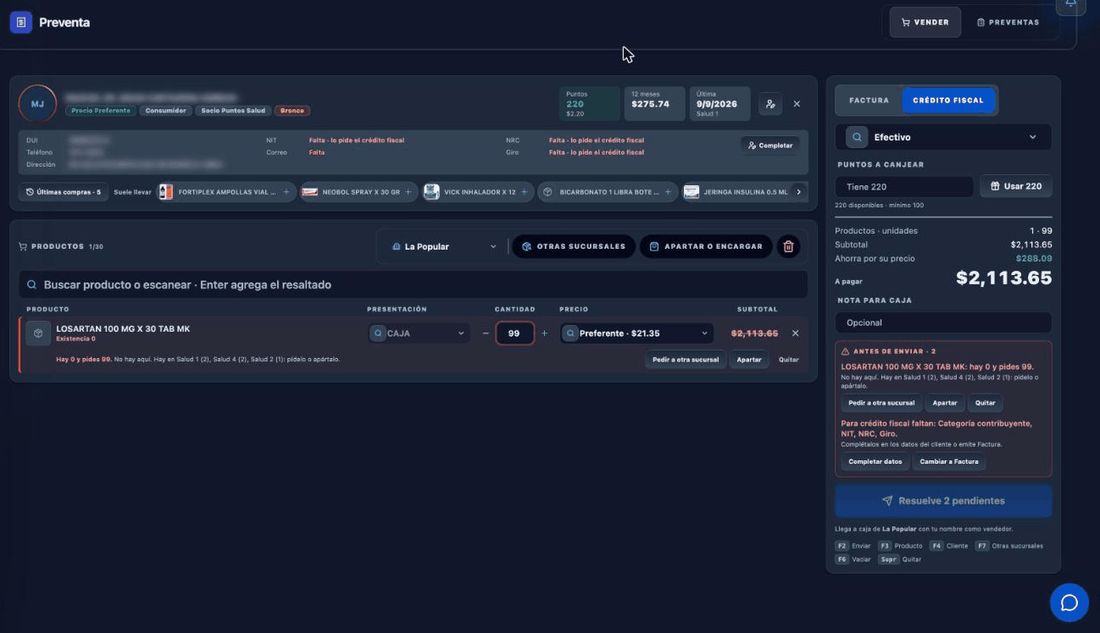 Preventa
VENDER
PREVENTAS
MJ
Precio Preferente
Consumidor
Socio Puntos Salud
Bronce
Puntos
220
$2.20
12 meses
$275.74
Última
9/9/2026
Salud 1
DUI
NIT
Falta - lo pide el crédito fiscal
NRC
Falta - lo pide el crédito fiscal
Completar
Teléfono
Correo
Falta
Giro
Falta - lo pide el crédito fiscal
Dirección
Últimas compras · 5
Suele llevar
FORTIPLEX AMPOLLAS VIAL ... +
NEOBOL SPRAY X 30 GR +
VICK INHALADOR X 12 +
BICARBONATO 1 LIBRA BOTE ... +
JERINGA INSULINA 0.5 ML
PRODUCTOS 1/30
La Popular
OTRAS SUCURSALES
APARTAR O ENCARGAR
Buscar producto o escanear · Enter agrega el resaltado
PRODUCTO
PRESENTACIÓN
CANTIDAD
PRECIO
SUBTOTAL
LOSARTAN 100 MG X 30 TAB MK
Existencia 0
CAJA
− 99 +
Preferente · $21.35
$2,113.65
Hay 0 y pides 99. No hay aquí. Hay en Salud 1 (2), Salud 4 (2), Salud 2 (1): pídelo o apártalo.
Pedir a otra sucursal
Apartar
Quitar
FACTURA
CRÉDITO FISCAL
Efectivo
PUNTOS A CANJEAR
Tiene 220
Usar 220
220 disponibles · mínimo 100
Productos · unidades 1 · 99
Subtotal $2,113.65
Ahorra por su precio $288.09
A pagar $2,113.65
NOTA PARA CAJA
Opcional
ANTES DE ENVIAR · 2
LOSARTAN 100 MG X 30 TAB MK: hay 0 y pides 99.
No hay aquí. Hay en Salud 1 (2), Salud 4 (2), Salud 2 (1): pídelo o
apártalo.
Pedir a otra sucursal
Apartar
Quitar
Para crédito fiscal faltan: Categoría contribuyente,
NIT, NRC, Giro.
Complétalos en los datos del cliente o emite Factura.
Completar datos
Cambiar a Factura
Resuelve 2 pendientes
Llega a caja de La Popular con tu nombre como vendedor.
F2 Enviar F3 Producto F4 Cliente F7 Otras sucursales
F6 Vaciar Supr Quitar